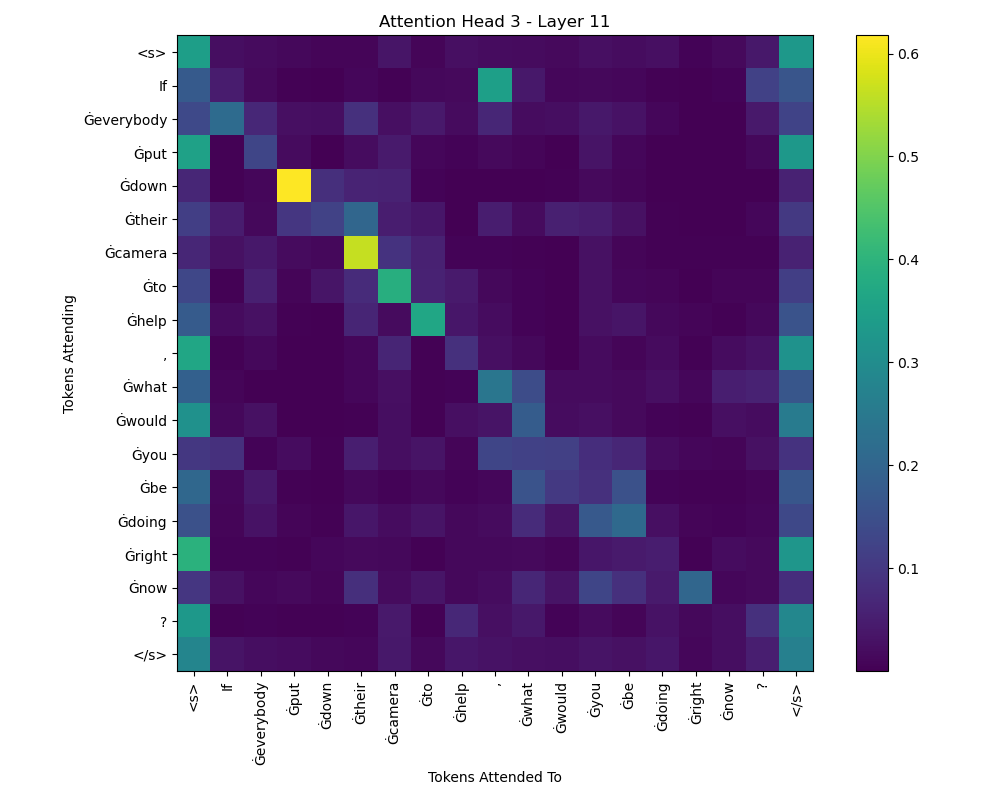 Attention Head 3 - Layer 11
Tokens Attending
<s>
If
Ġeverybody
Ġput
Ġdown
Ġtheir
Ġcamera
Ġto
Ġhelp
,
Ġwhat
Ġwould
Ġyou
Ġbe
Ġdoing
Ġright
Ġnow
?
</s>
<s>
If
Ġeverybody
Ġput
Ġdown
Ġtheir
Ġcamera
Ġto
Ġhelp
,
Ġwhat
Ġwould
Ġyou
Ġbe
Ġdoing
Ġright
Ġnow
?
</s>
Tokens Attended To
0.6
0.5
0.4
0.3
0.2
0.1